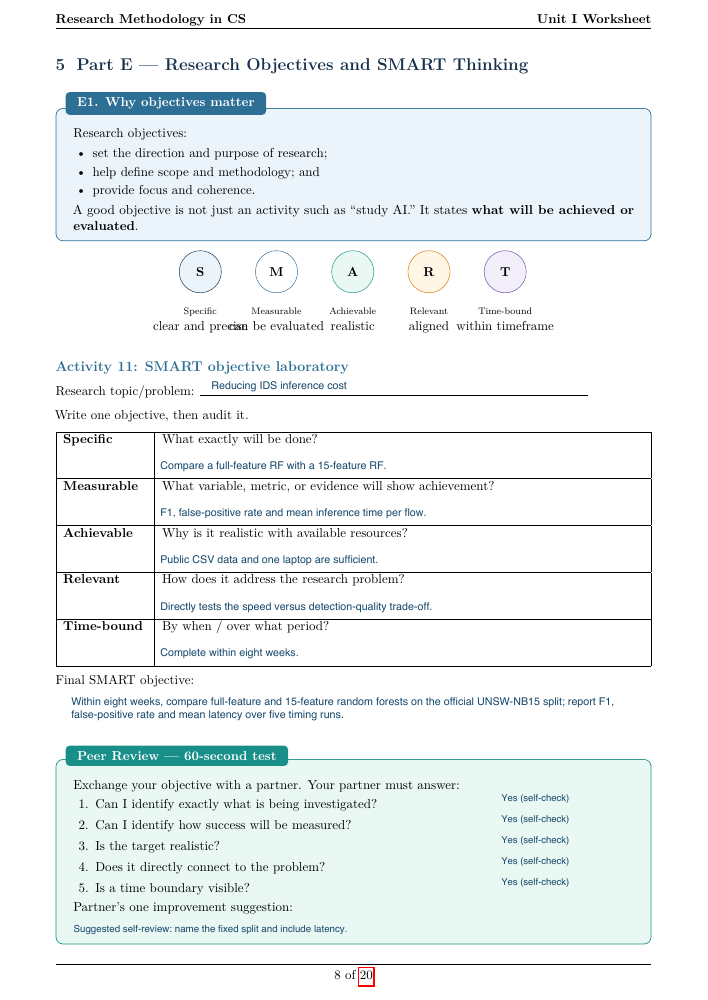 Research Methodology in CS Unit I Worksheet
5 Part E — Research Objectives and SMART Thinking
E1. Why objectives matter
Research objectives:
• set the direction and purpose of research;
• help define scope and methodology; and
• provide focus and coherence.
A good objective is not just an activity such as “study AI.” It states what will be achieved or
evaluated.
S M A R T
Specific Measurable Achievable Relevant Time-bound
clear and precise can be evaluated realistic aligned within timeframe
Activity 11: SMART objective laboratory
Research topic/problem: Reducing IDS inference cost
Write one objective, then audit it.
Specific What exactly will be done?
Compare a full-feature RF with a 15-feature RF.
Measurable What variable, metric, or evidence will show achievement?
F1, false-positive rate and mean inference time per flow.
Achievable Why is it realistic with available resources?
Public CSV data and one laptop are sufficient.
Relevant How does it address the research problem?
Directly tests the speed versus detection-quality trade-off.
Time-bound By when / over what period?
Complete within eight weeks.
Final SMART objective:
Within eight weeks, compare full-feature and 15-feature random forests on the official UNSW-NB15 split; report F1,
false-positive rate and mean latency over five timing runs.
Peer Review — 60-second test
Exchange your objective with a partner. Your partner must answer:
1. Can I identify exactly what is being investigated? Yes (self-check)
2. Can I identify how success will be measured? Yes (self-check)
3. Is the target realistic? Yes (self-check)
4. Does it directly connect to the problem? Yes (self-check)
5. Is a time boundary visible? Yes (self-check)
Partner’s one improvement suggestion:
Suggested self-review: name the fixed split and include latency.
8 of 20